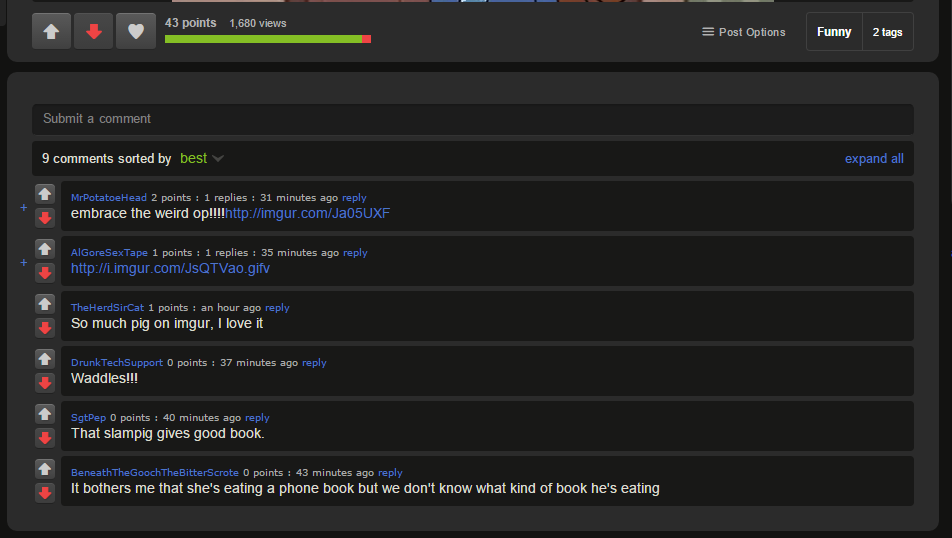 43 points 1,680 views
Post Options Funny 2 tags
Submit a comment
9 comments sorted by best expand all
MrPotatoeHead 2 points : 1 replies : 31 minutes ago reply
embrace the weird op!!!!http://imgur.com/Ja05UXF
AlGoreSexTape 1 points : 1 replies : 35 minutes ago reply
http://i.imgur.com/JsQTVao.gifv
TheHerdSirCat 1 points : an hour ago reply
So much pig on imgur, I love it
DrunkTechSupport 0 points : 37 minutes ago reply
Waddles!!!
SgtPep 0 points : 40 minutes ago reply
That slampig gives good book.
BeneathTheGoochTheBitterScrote 0 points : 43 minutes ago reply
It bothers me that she's eating a phone book but we don't know what kind of book he's eating